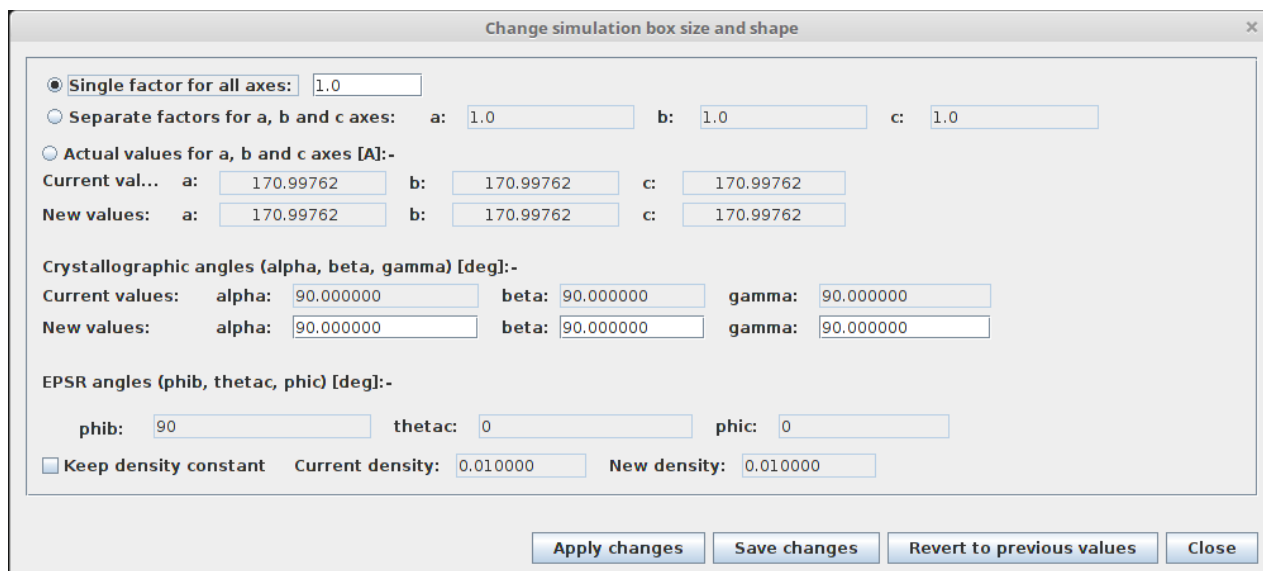 Change simulation box size and shape
Single factor for all axes: 1.0
Separate factors for a, b and c axes: a: 1.0 b: 1.0 c: 1.0
Actual values for a, b and c axes [A]:-
Current val... a: 170.99762 b: 170.99762 c: 170.99762
New values: a: 170.99762 b: 170.99762 c: 170.99762
Crystallographic angles (alpha, beta, gamma) [deg]:-
Current values: alpha: 90.000000 beta: 90.000000 gamma: 90.000000
New values: alpha: 90.000000 beta: 90.000000 gamma: 90.000000
EPSR angles (phib, thetac, phic) [deg]:-
phib: 90 thetac: 0 phic: 0
Keep density constant Current density: 0.010000 New density: 0.010000
Apply changes Save changes Revert to previous values Close